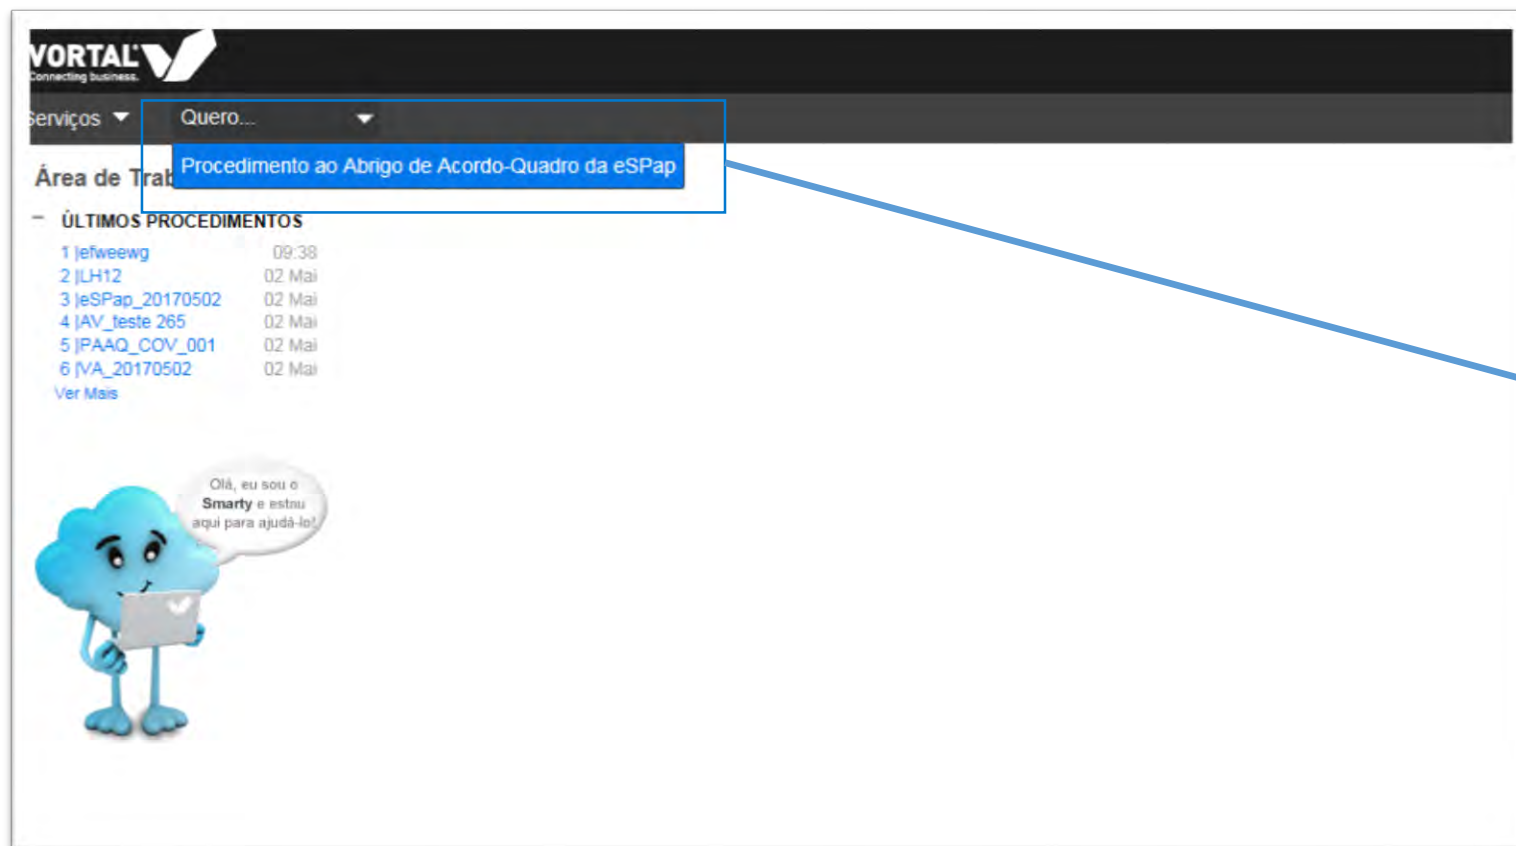 VORTAL
Connecting business.
Serviços Quero...
Procedimento ao Abrigo de Acordo-Quadro da eSPap
Área de Trab
ÚLTIMOS PROCEDIMENTOS
1 |efweewg 09:38
2 |LH12 02 Mai
3 |eSPap_20170502 02 Mai
4 |AV_teste 265 02 Mai
5 |PAAQ_COV_001 02 Mai
6 |VA_20170502 02 Mai
Ver Mais
Olá, eu sou o
Smarty e estou
aqui para ajudá-lo!